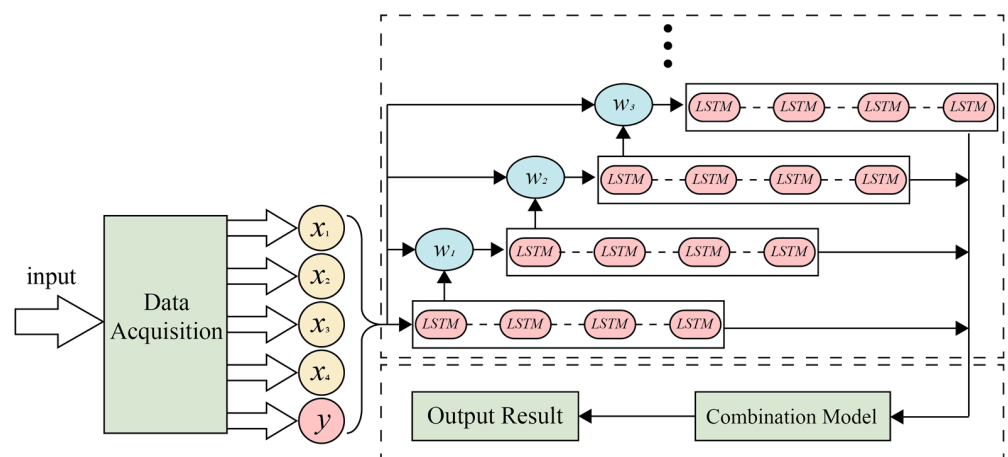 input
Data
Acquisition
x₁
x₂
x₃
x₄
y
w₃
LSTM LSTM LSTM LSTM
w₂
LSTM LSTM LSTM LSTM
w₁
LSTM LSTM LSTM LSTM
LSTM LSTM LSTM LSTM
Output Result
Combination Model